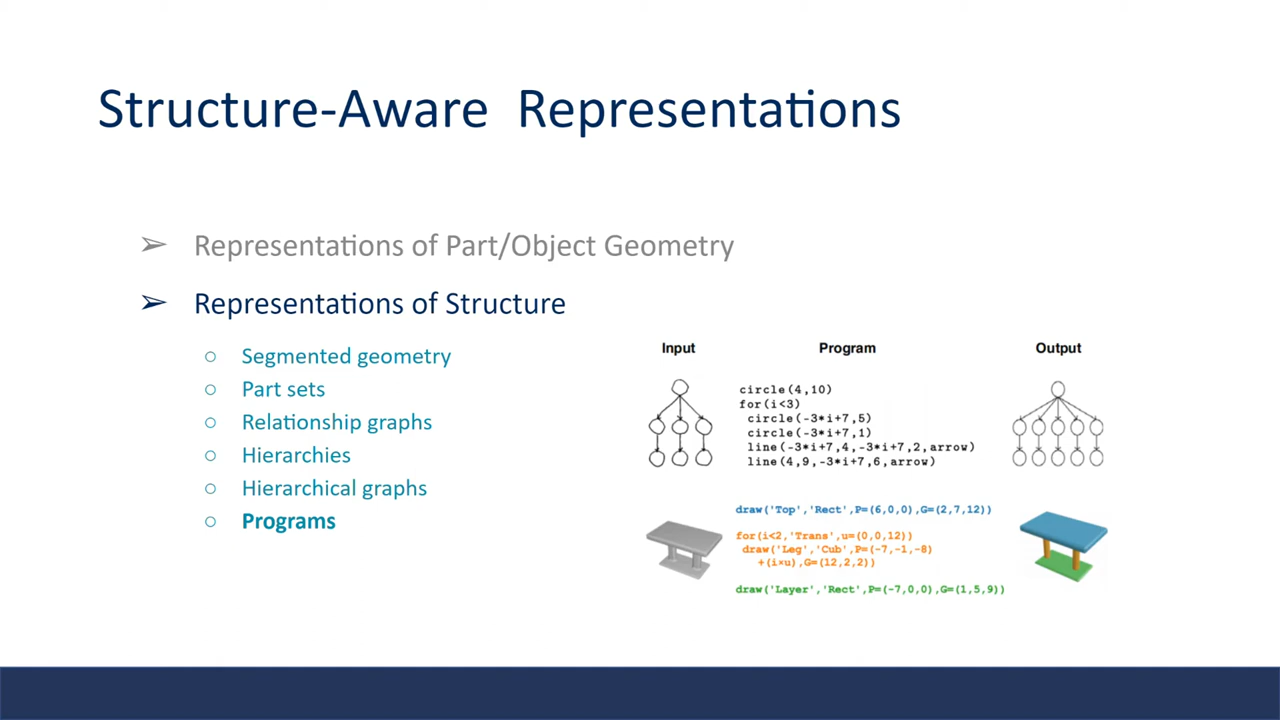 Structure-Aware Representations
➢ Representations of Part/Object Geometry
➢ Representations of Structure
○ Segmented geometry
○ Part sets
○ Relationship graphs
○ Hierarchies
○ Hierarchical graphs
○ Programs
Input Program Output
circle(4,10)
for(i<3)
circle(-3*i+7,5)
circle(-3*i+7,1)
line(-3*i+7,4,-3*i+7,2,arrow)
line(4,9,-3*i+7,6,arrow)
draw('Top','Rect',P=(6,0,0),G=(2,7,12))
for(i<2,'Trans',u=(0,0,12))
draw('Leg','Cub',P=(-7,-1,-8)
+(i×u),G=(12,2,2))
draw('Layer','Rect',P=(-7,0,0),G=(1,5,9))